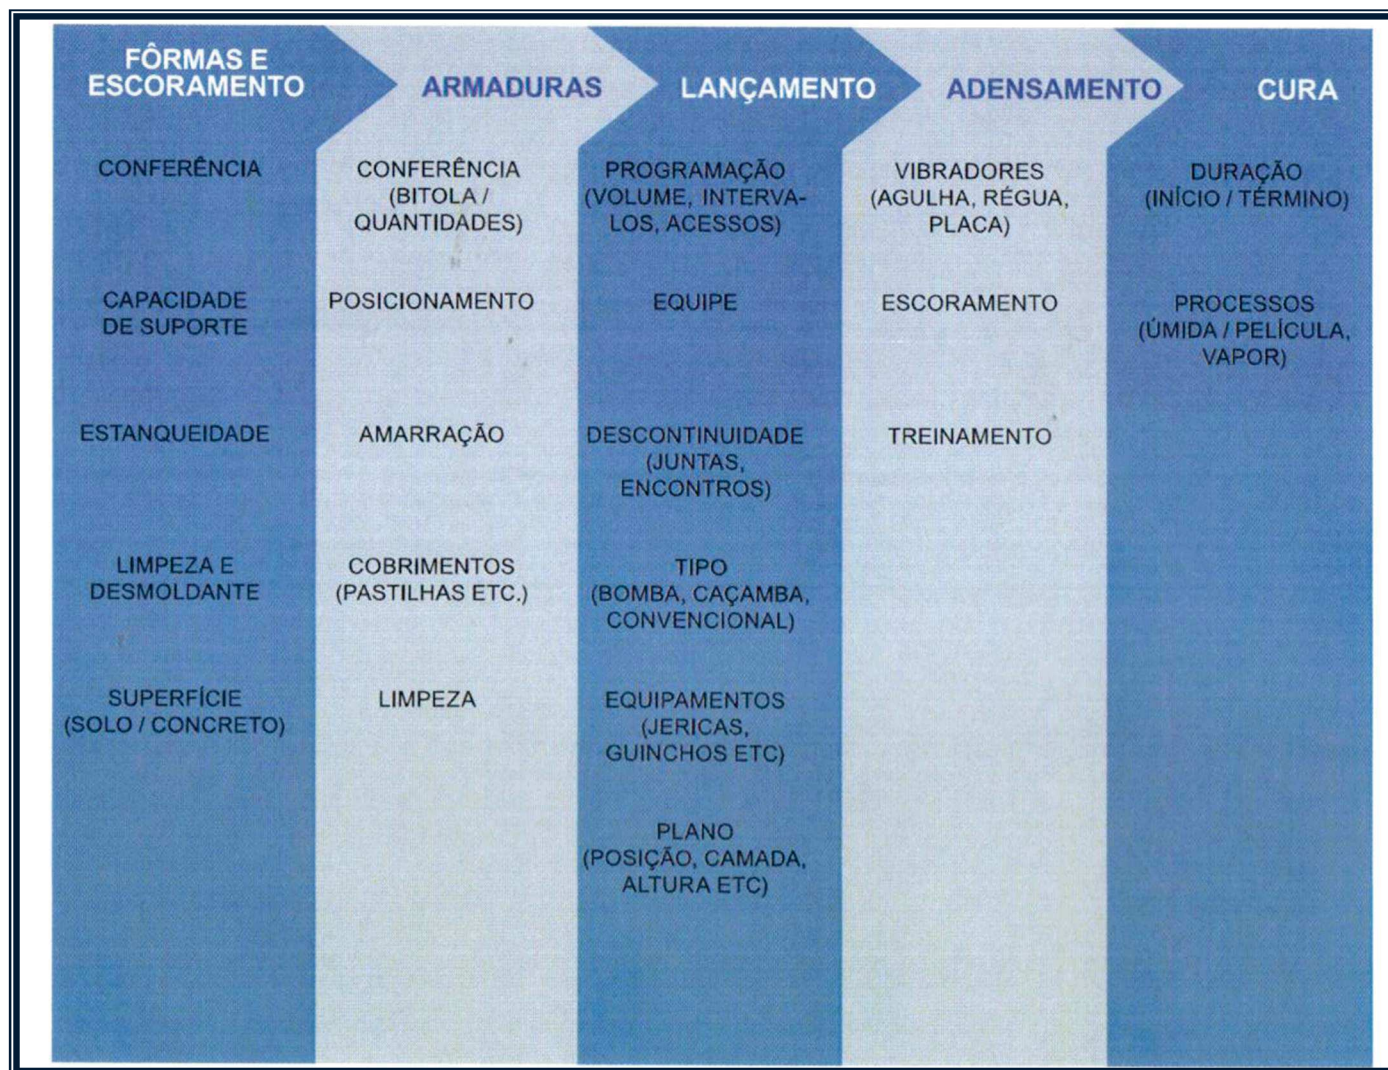 FÔRMAS E
ESCORAMENTO
ARMADURAS
LANÇAMENTO
ADENSAMENTO
CURA
CONFERÊNCIA
CAPACIDADE
DE SUPORTE
ESTANQUEIDADE
LIMPEZA E
DESMOLDANTE
SUPERFÍCIE
(SOLO / CONCRETO)
CONFERÊNCIA
(BITOLA /
QUANTIDADES)
POSICIONAMENTO
AMARRAÇÃO
COBRIMENTOS
(PASTILHAS ETC.)
LIMPEZA
PROGRAMAÇÃO
(VOLUME, INTERVA-
LOS, ACESSOS)
EQUIPE
DESCONTINUIDADE
(JUNTAS,
ENCONTROS)
TIPO
(BOMBA, CAÇAMBA,
CONVENCIONAL)
EQUIPAMENTOS
(JERICAS,
GUINCHOS ETC)
PLANO
(POSIÇÃO, CAMADA,
ALTURA ETC)
VIBRADORES
(AGULHA, RÉGUA,
PLACA)
ESCORAMENTO
TREINAMENTO
DURAÇÃO
(INÍCIO / TÉRMINO)
PROCESSOS
(ÚMIDA / PELÍCULA,
VAPOR)